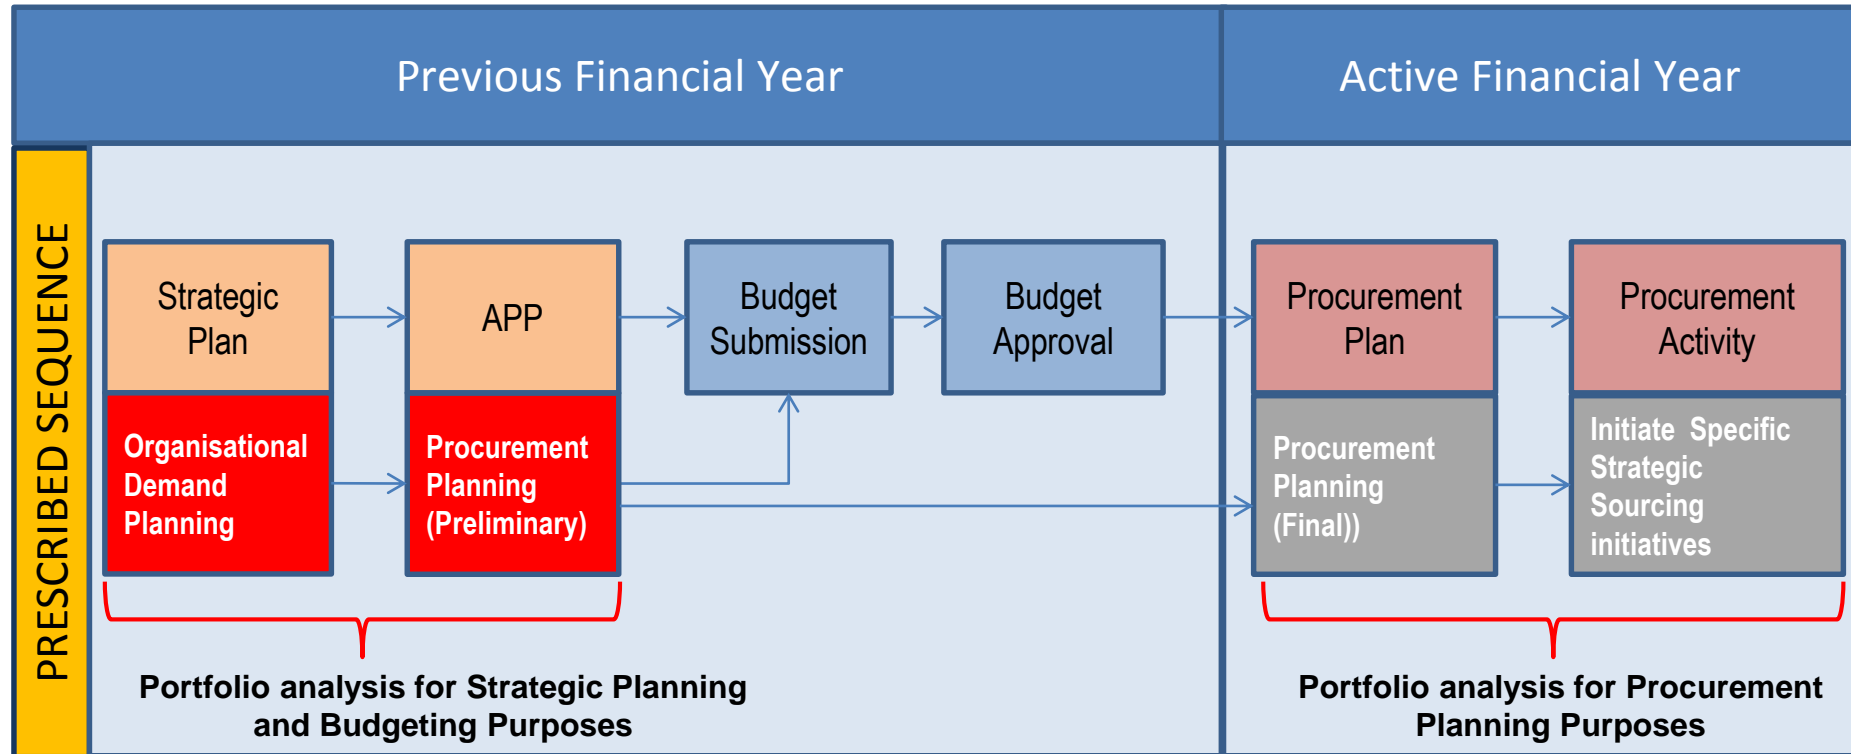 Previous Financial Year
Active Financial Year
PRESCRIBED SEQUENCE
Strategic
Plan
APP
Budget
Submission
Budget
Approval
Procurement
Plan
Procurement
Activity
Organisational
Demand
Planning
Procurement
Planning
(Preliminary)
Procurement
Planning
(Final))
Initiate Specific
Strategic
Sourcing
initiatives
Portfolio analysis for Strategic Planning
and Budgeting Purposes
Portfolio analysis for Procurement
Planning Purposes